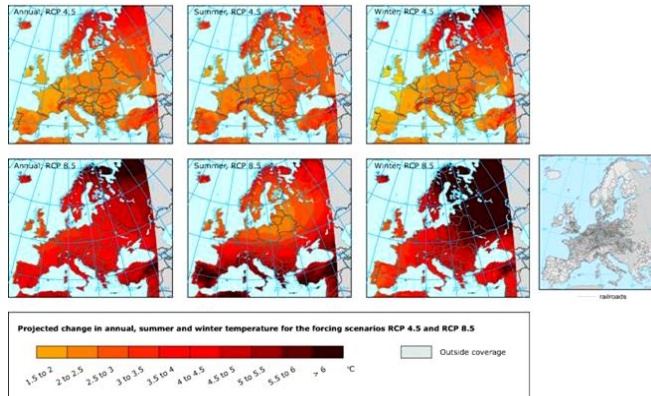 Annual, RCP 4.5
Summer, RCP 4.5
Winter, RCP 4.5
Annual, RCP 8.5
Summer, RCP 8.5
Winter, RCP 8.5
railroads
Projected change in annual, summer and winter temperature for the forcing scenarios RCP 4.5 and RCP 8.5
1.5 to 2
2 to 2.5
2.5 to 3
3 to 3.5
3.5 to 4
4 to 4.5
4.5 to 5
5 to 5.5
5.5 to 6
> 6
°C
Outside coverage